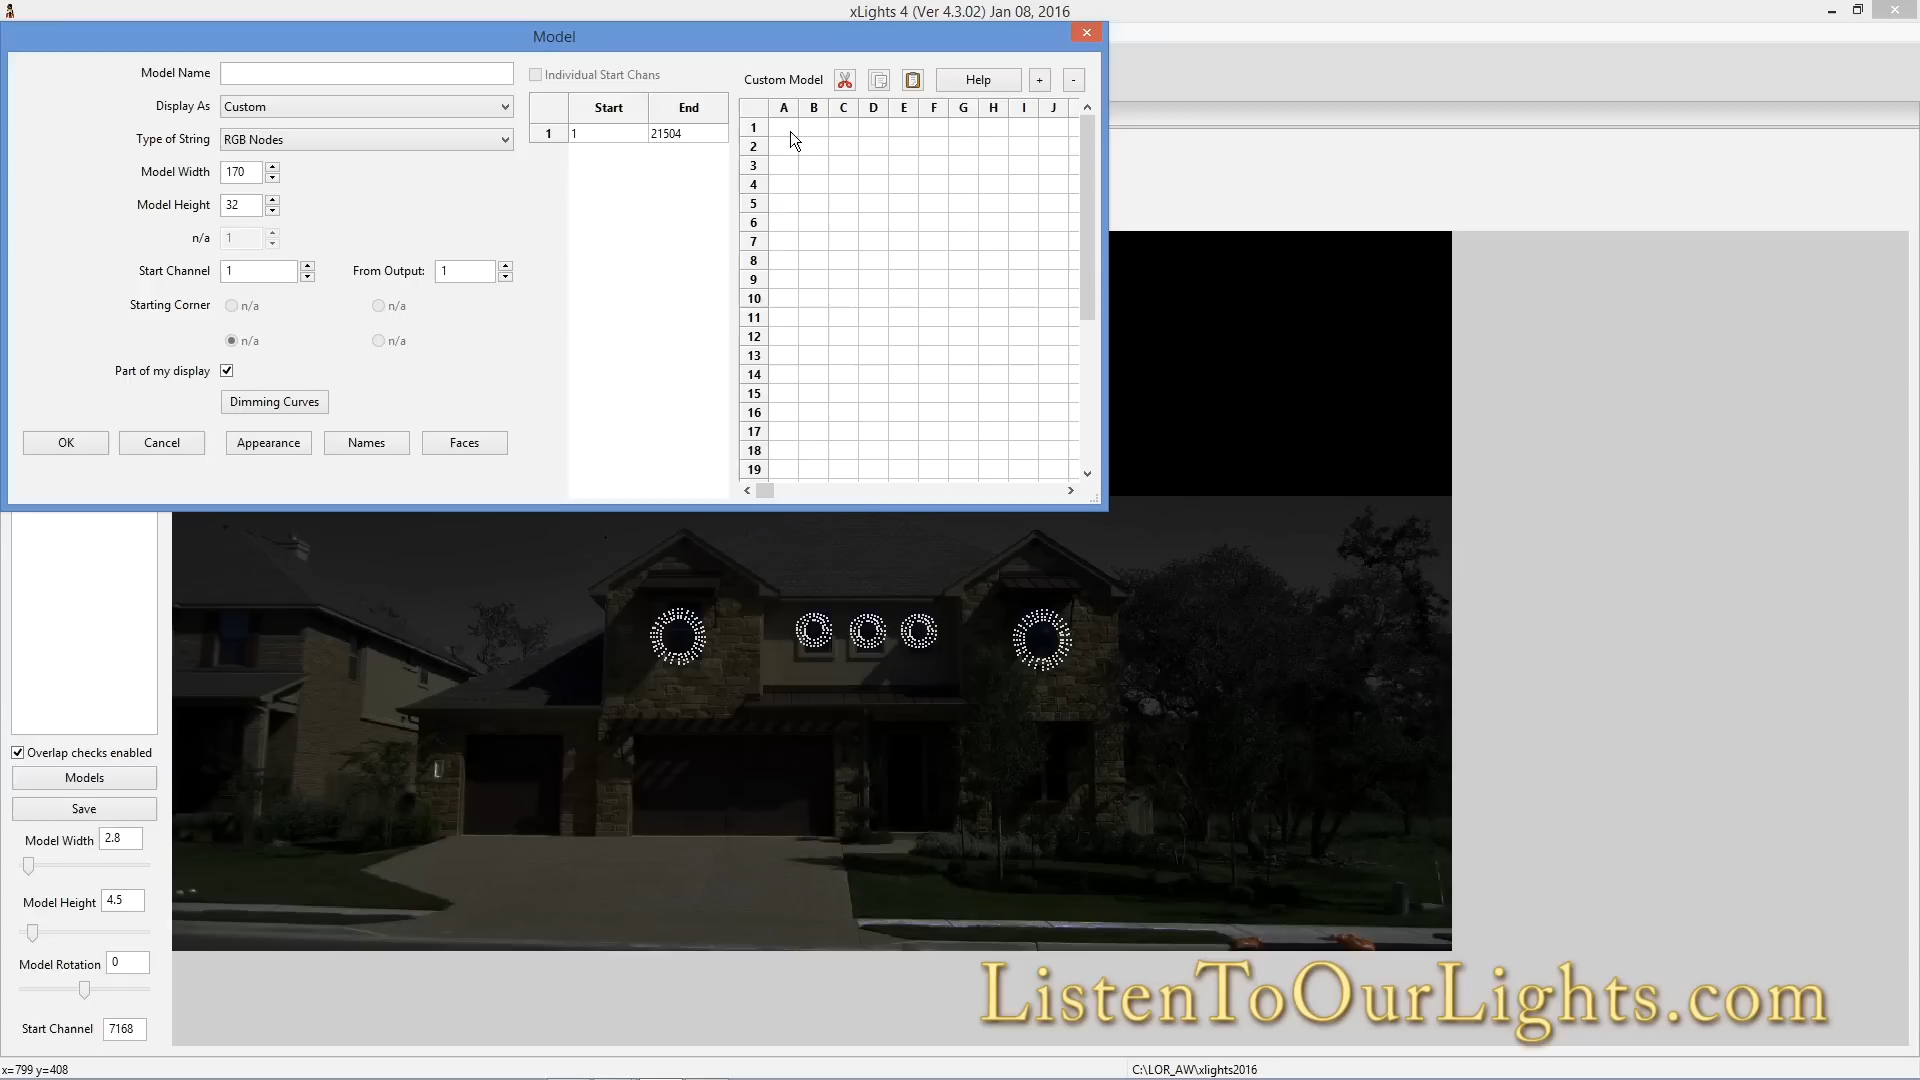 xLights 4 (Ver 4.3.02) Jan 08, 2016
Model
Model Name
Display As Custom
Type of String RGB Nodes
Model Width 170
Model Height 32
n/a 1
Start Channel 1 From Output: 1
Starting Corner n/a n/a
n/a n/a
Part of my display
Dimming Curves
OK Cancel Appearance Names Faces
Individual Start Chans
Start End
1 1 21504
Custom Model Help + -
A B C D E F G H I J
1
2
3
4
5
6
7
8
9
10
11
12
13
14
15
16
17
18
19
Overlap checks enabled
Models
Save
Model Width 2.8
Model Height 4.5
Model Rotation 0
Start Channel 7168
ListenToOurLights.com
x=799 y=408
C:\LOR_AW\xlights2016